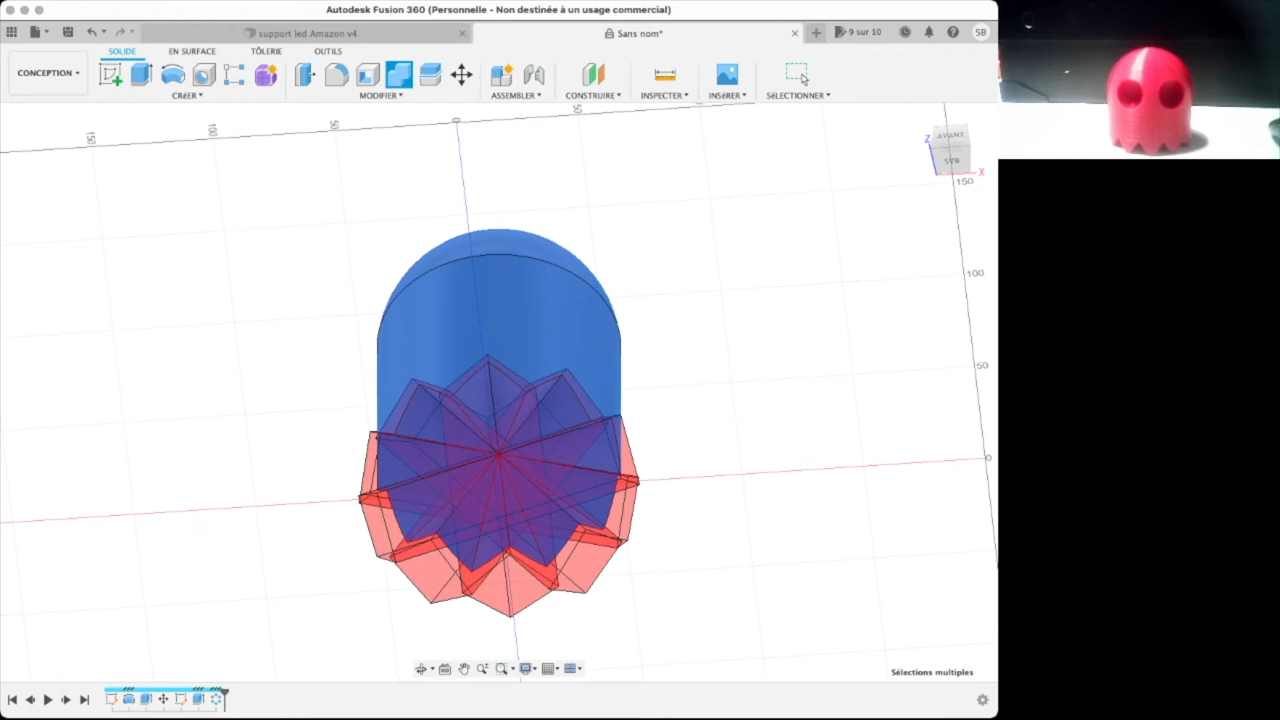 Autodesk Fusion 360 (Personnelle - Non destinée à un usage commercial)
support led Amazon v4
Sans nom*
9 sur 10
SB
SOLIDE
EN SURFACE
TÔLERIE
OUTILS
CONCEPTION
CRÉER
MODIFIER
ASSEMBLER
CONSTRUIRE
INSPECTER
INSÉRER
SÉLECTIONNER
150
100
50
0
50
AVANT
Z
X
150
100
50
0
Sélections multiples